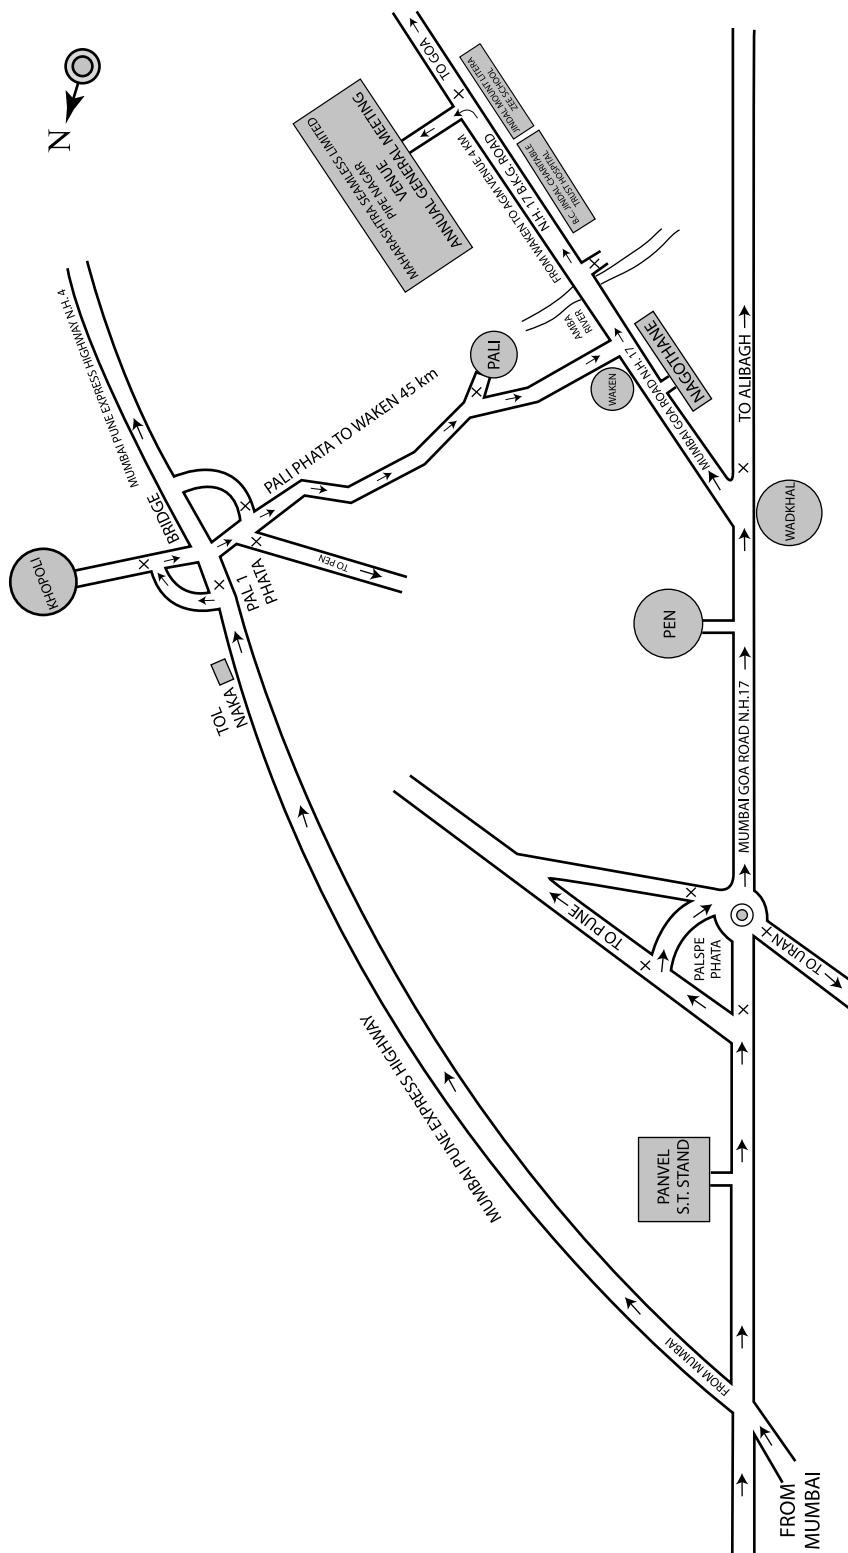 N
TO GOA
JINDAL MOUNT LITERA
ZEE SCHOOL
B.C. JINDAL CHARITABLE
TRUST HOSPITAL
N.H. 17 B.K.G. ROAD
FROM WAKEN TO AGM VENUE 4 KM
ANNUAL GENERAL MEETING
VENUE
PIPE NAGAR
MAHARASHTRA SEAMLESS LIMITED
AMBA
RIVER
NAGOTHANE
MUMBAI GOA ROAD N.H. 17
WAKEN
PALI
PALI PHATA TO WAKEN 45 km
MUMBAI PUNE EXPRESS HIGHWAY N.H.4
BRIDGE
KHOPOLI
PAL 1
PHATA
TO PEN
TOL
NAKA
TO ALIBAGH
WADKHAL
PEN
MUMBAI GOA ROAD N.H.17
TO PUNE
PALSPE
PHATA
TO URAN
MUMBAI PUNE EXPRESS HIGHWAY
PANVEL
S.T. STAND
FROM MUMBAI
FROM
MUMBAI